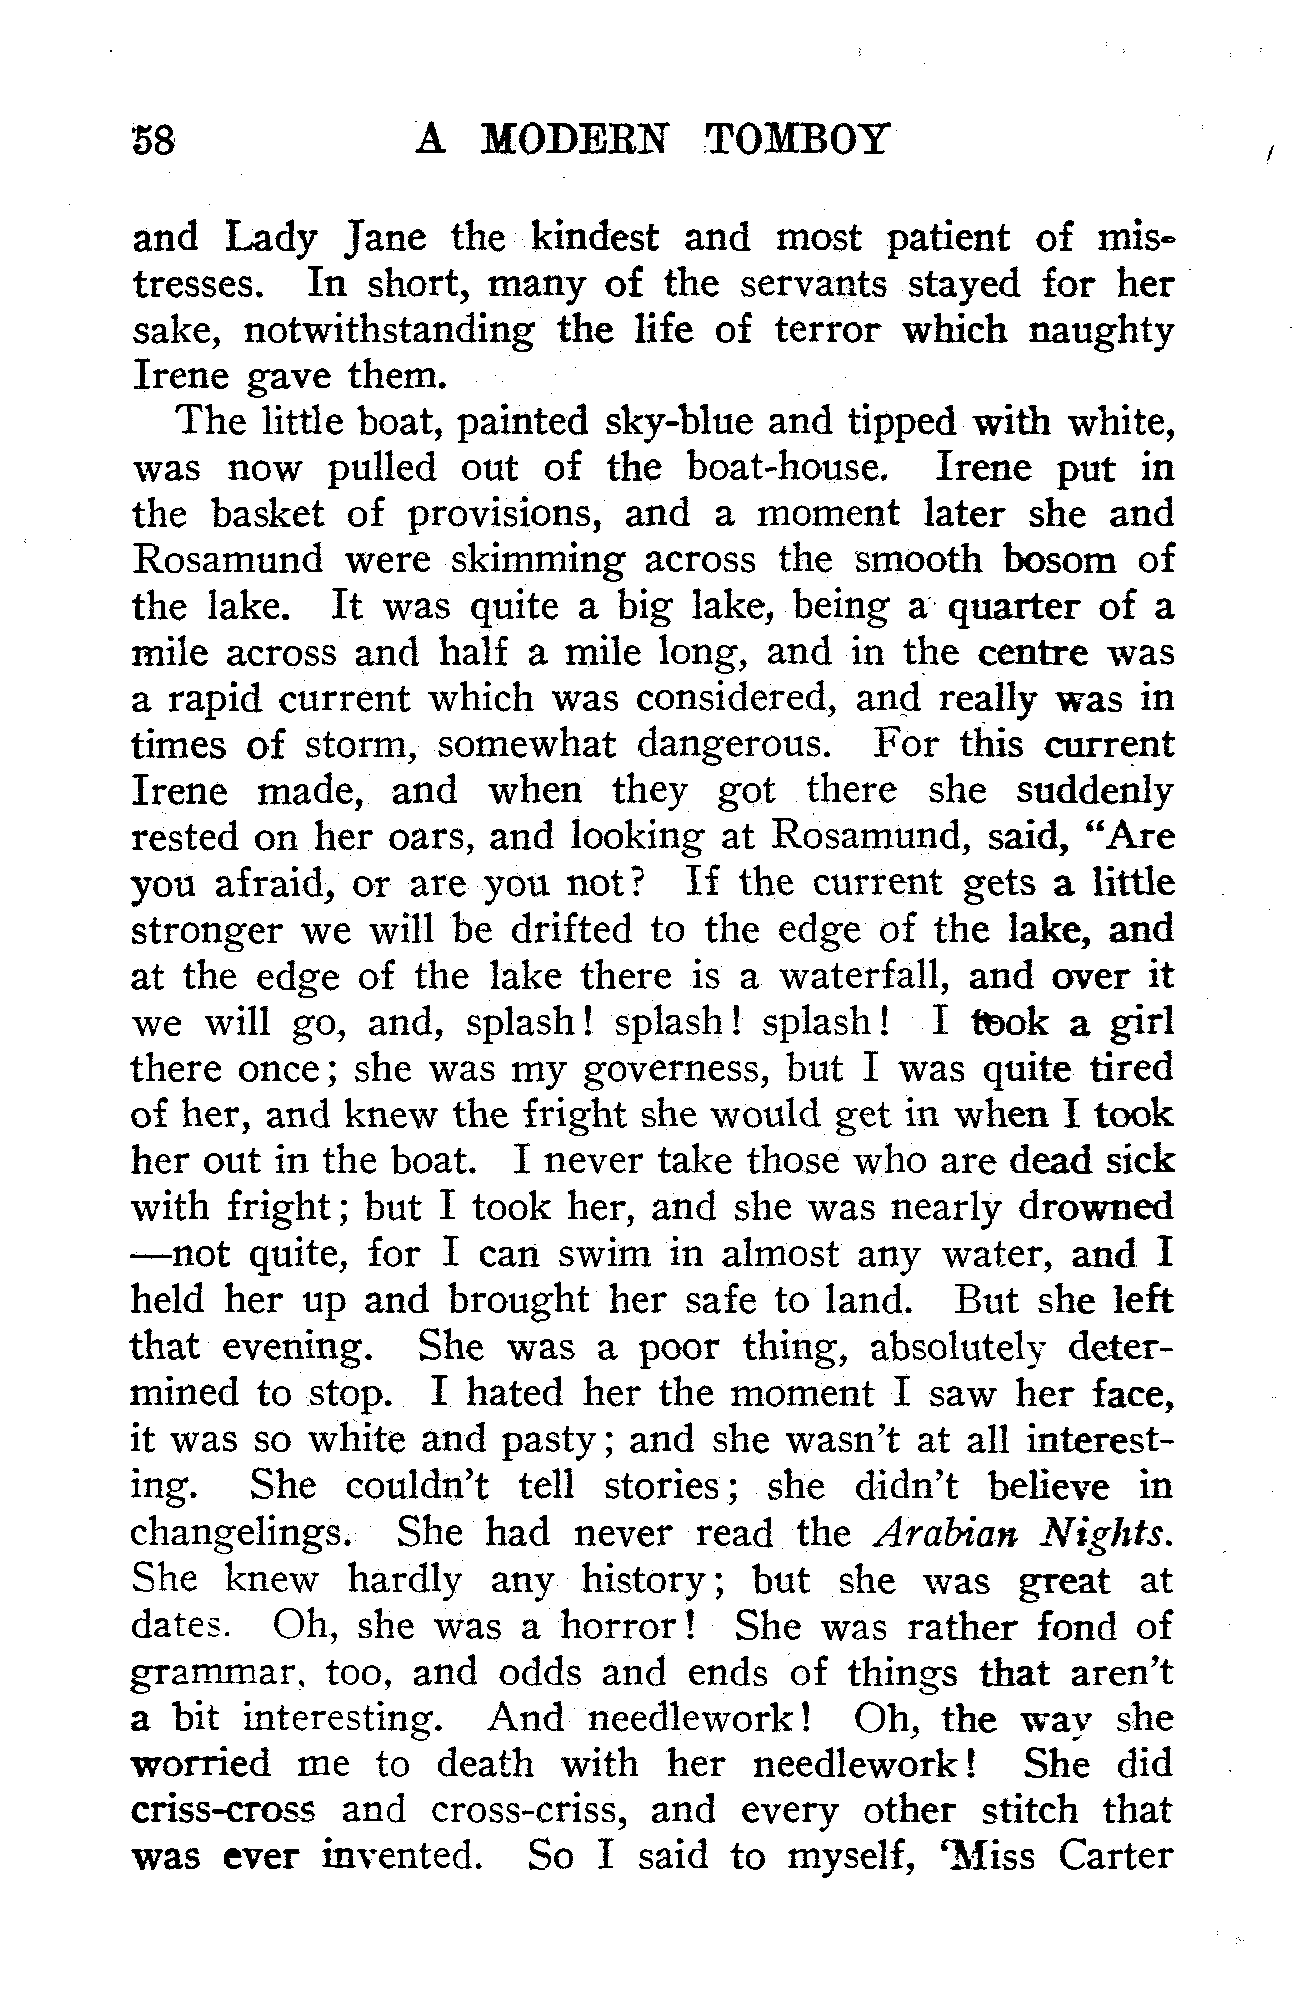 58 A MODERN TOMBOY
and Lady Jane the kindest and most patient of mis-
tresses. In short, many of the servants stayed for her
sake, notwithstanding the life of terror which naughty
Irene gave them.
The little boat, painted sky-blue and tipped with white,
was now pulled out of the boat-house. Irene put in
the basket of provisions, and a moment later she and
Rosamund were skimming across the smooth bosom of
the lake. It was quite a big lake, being a quarter of a
mile across and half a mile long, and in the centre was
a rapid current which was considered, and really was in
times of storm, somewhat dangerous. For this current
Irene made, and when they got there she suddenly
rested on her oars, and looking at Rosamund, said, “Are
you afraid, or are you not? If the current gets a little
stronger we will be drifted to the edge of the lake, and
at the edge of the lake there is a waterfall, and over it
we will go, and, splash! splash! splash! I took a girl
there once; she was my governess, but I was quite tired
of her, and knew the fright she would get in when I took
her out in the boat. I never take those who are dead sick
with fright; but I took her, and she was nearly drowned
—not quite, for I can swim in almost any water, and I
held her up and brought her safe to land. But she left
that evening. She was a poor thing, absolutely deter-
mined to stop. I hated her the moment I saw her face,
it was so white and pasty; and she wasn't at all interest-
ing. She couldn't tell stories; she didn't believe in
changelings. She had never read the Arabian Nights.
She knew hardly any history; but she was great at
dates. Oh, she was a horror! She was rather fond of
grammar, too, and odds and ends of things that aren't
a bit interesting. And needlework! Oh, the way she
worried me to death with her needlework! She did
criss-cross and cross-criss, and every other stitch that
was ever invented. So I said to myself, ‘Miss Carter